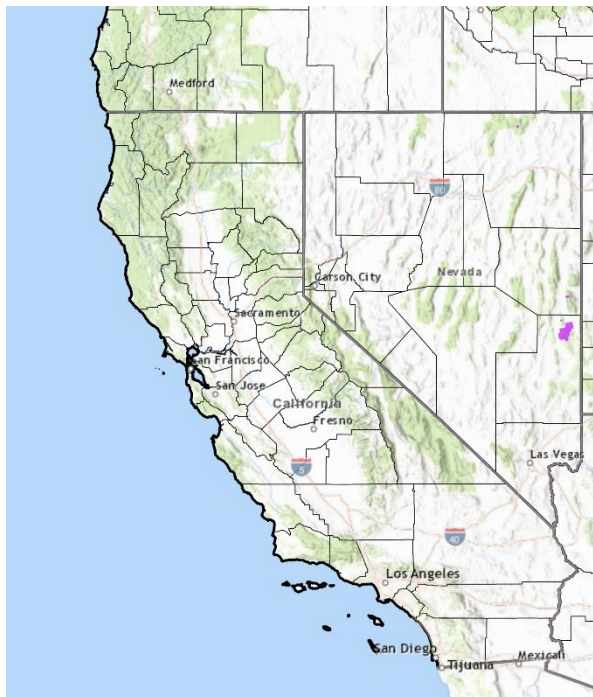 Medford
80
Carson City
Nevada
Sacramento
San Francisco
San Jose
California
Fresno
Las Vegas
5
40
Los Angeles
San Diego
Tijuana
Mexicali